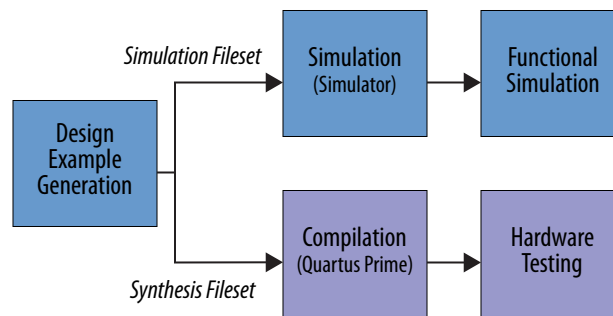 Simulation Fileset
Simulation
(Simulator)
Functional
Simulation
Design
Example
Generation
Compilation
(Quartus Prime)
Hardware
Testing
Synthesis Fileset